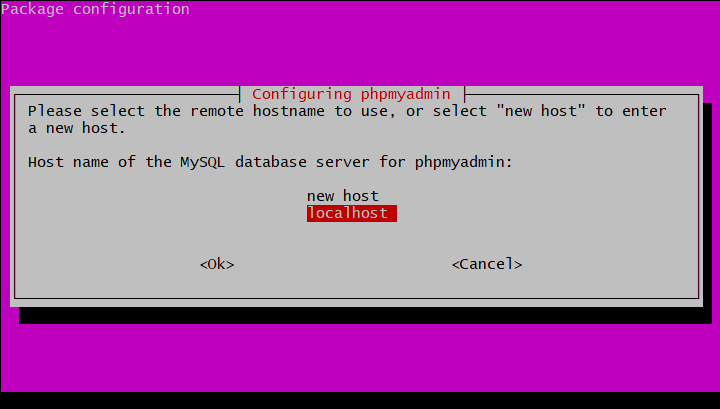 Package configuration
Configuring phpmyadmin
Please select the remote hostname to use, or select "new host" to enter
a new host.
Host name of the MySQL database server for phpmyadmin:
new host
localhost
<Ok> <Cancel>